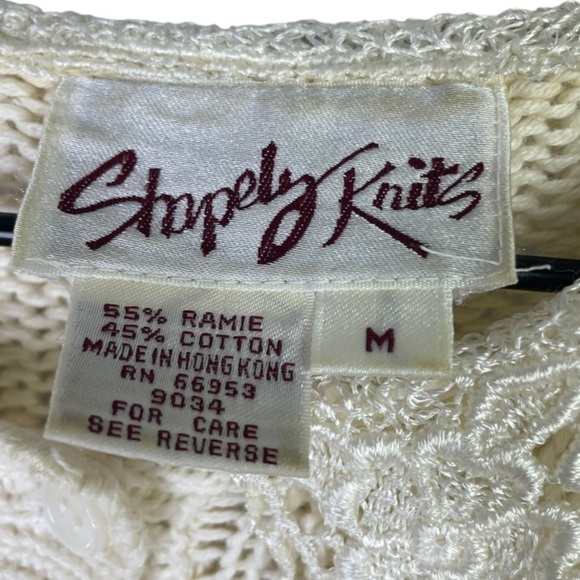 Shapely Knits
55% RAMIE
45% COTTON
MADE IN HONG KONG
RN 66953
9034
FOR CARE
SEE REVERSE
M